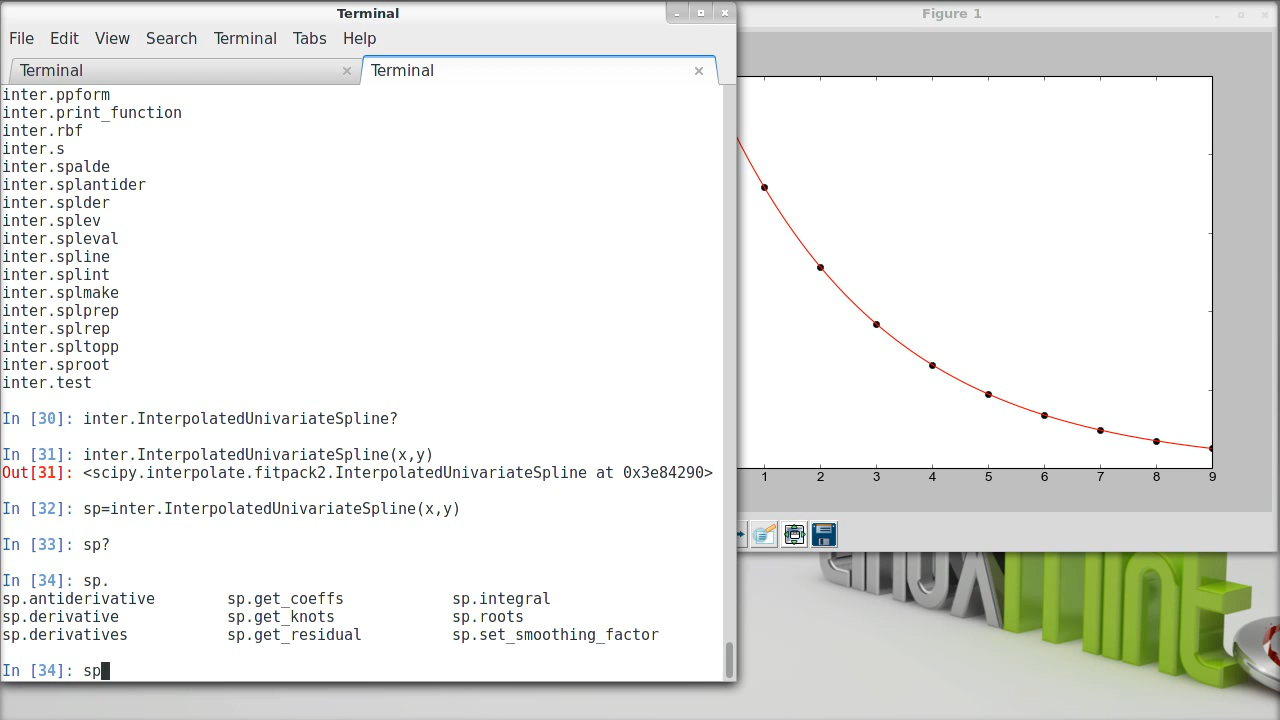 Terminal
File Edit View Search Terminal Tabs Help
Terminal
Terminal
inter.ppform
inter.print_function
inter.rbf
inter.s
inter.spalde
inter.splantider
inter.splder
inter.splev
inter.spleval
inter.spline
inter.splint
inter.splmake
inter.splprep
inter.splrep
inter.spltopp
inter.sproot
inter.test
In [30]: inter.InterpolatedUnivariateSpline?
In [31]: inter.InterpolatedUnivariateSpline(x,y)
Out[31]: <scipy.interpolate.fitpack2.InterpolatedUnivariateSpline at 0x3e84290>
In [32]: sp=inter.InterpolatedUnivariateSpline(x,y)
In [33]: sp?
In [34]: sp.
sp.antiderivative sp.get_coeffs sp.integral
sp.derivative sp.get_knots sp.roots
sp.derivatives sp.get_residual sp.set_smoothing_factor
In [34]: sp
Figure 1
1 2 3 4 5 6 7 8 9